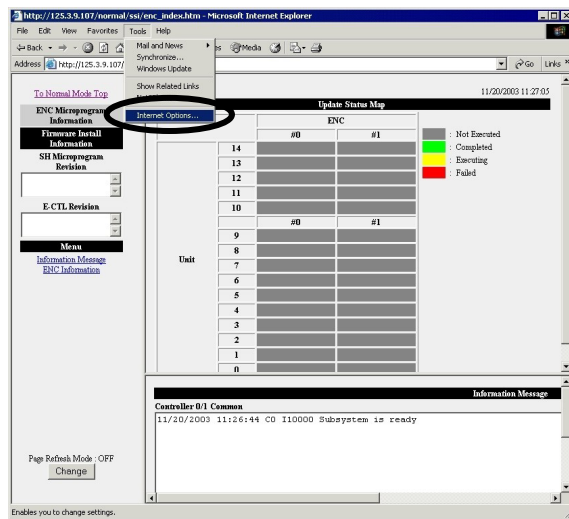 http://125.3.9.107/normal/ssi/enc_index.htm - Microsoft Internet Explorer
File Edit View Favorites Tools Help
Back
Media
Address http://125.3.9.107/
Go Links
Mail and News
Synchronize...
Windows Update
Show Related Links
Internet Options...
To Normal Mode Top
ENC Microprogram
Information
Firmware Install
Information
SH Microprogram
Revision
E-CTL Revision
Menu
Information Message
ENC Information
Page Refresh Mode : OFF
Change
11/20/2003 11:27:05
Update Status Map
ENC
#0 #1
14
13
12
11
10
#0 #1
Unit
9
8
7
6
5
4
3
2
1
0
: Not Executed
: Completed
: Executing
: Failed
Information Message
Controller 0/1 Common
11/20/2003 11:26:44 C0 I10000 Subsystem is ready
Enables you to change settings.